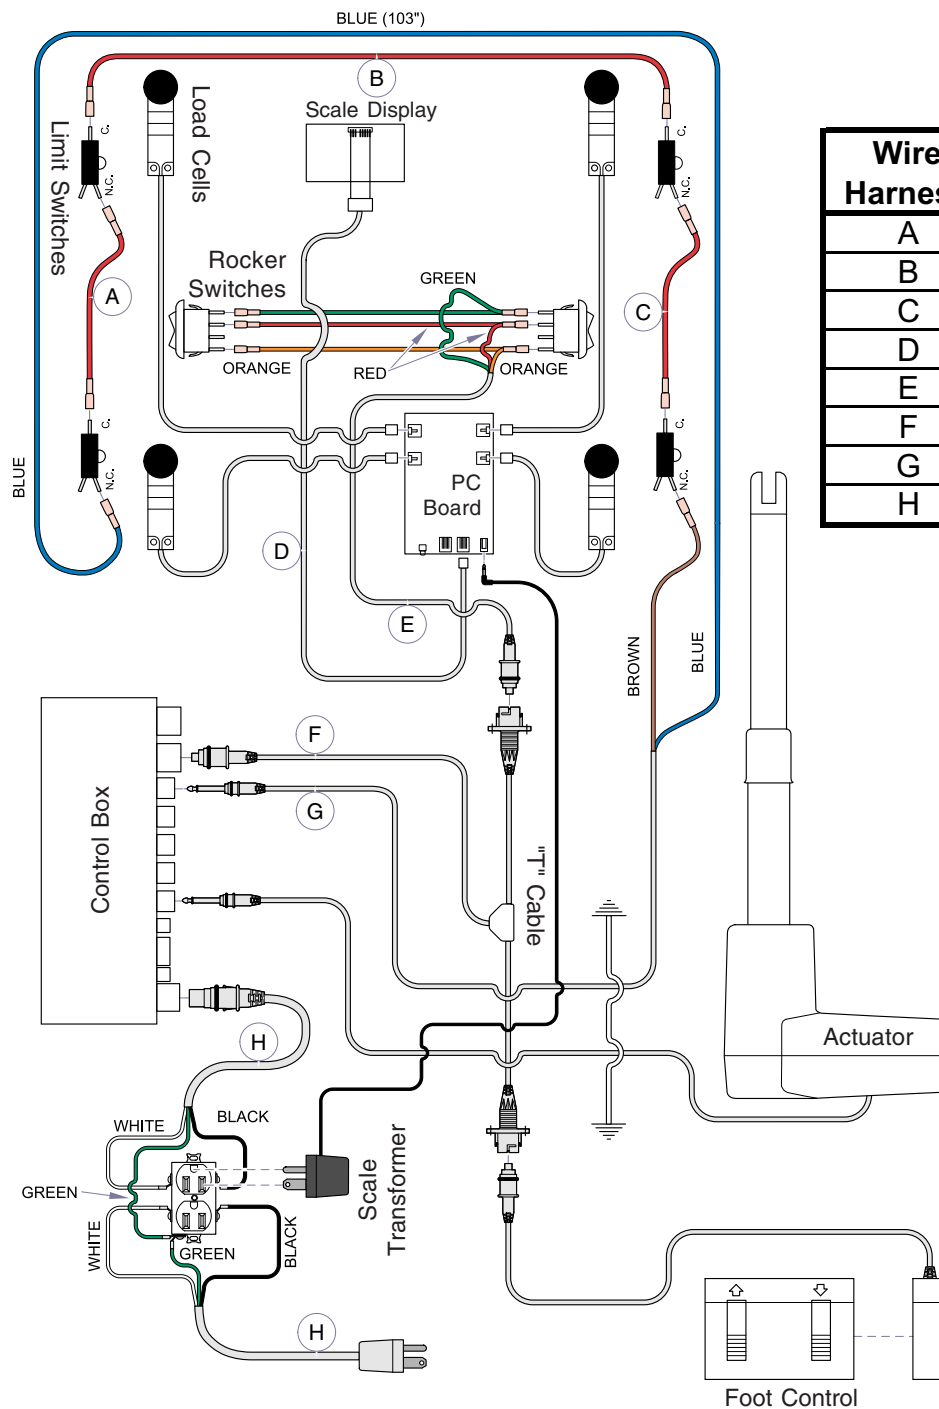 BLUE (103")
B
Scale Display
Load Cells
Limit Switches
C.
N.C.
C.
N.C.
Wire
Harnes
A
B
C
D
E
F
G
H
Rocker
Switches
GREEN
A
C
ORANGE
RED
ORANGE
C.
N.C.
C.
N.C.
BLUE
PC
Board
D
E
BROWN
BLUE
F
G
Control Box
"T" Cable
Actuator
H
WHITE
BLACK
GREEN
Scale
Transformer
WHITE
GREEN
BLACK
H
Foot Control